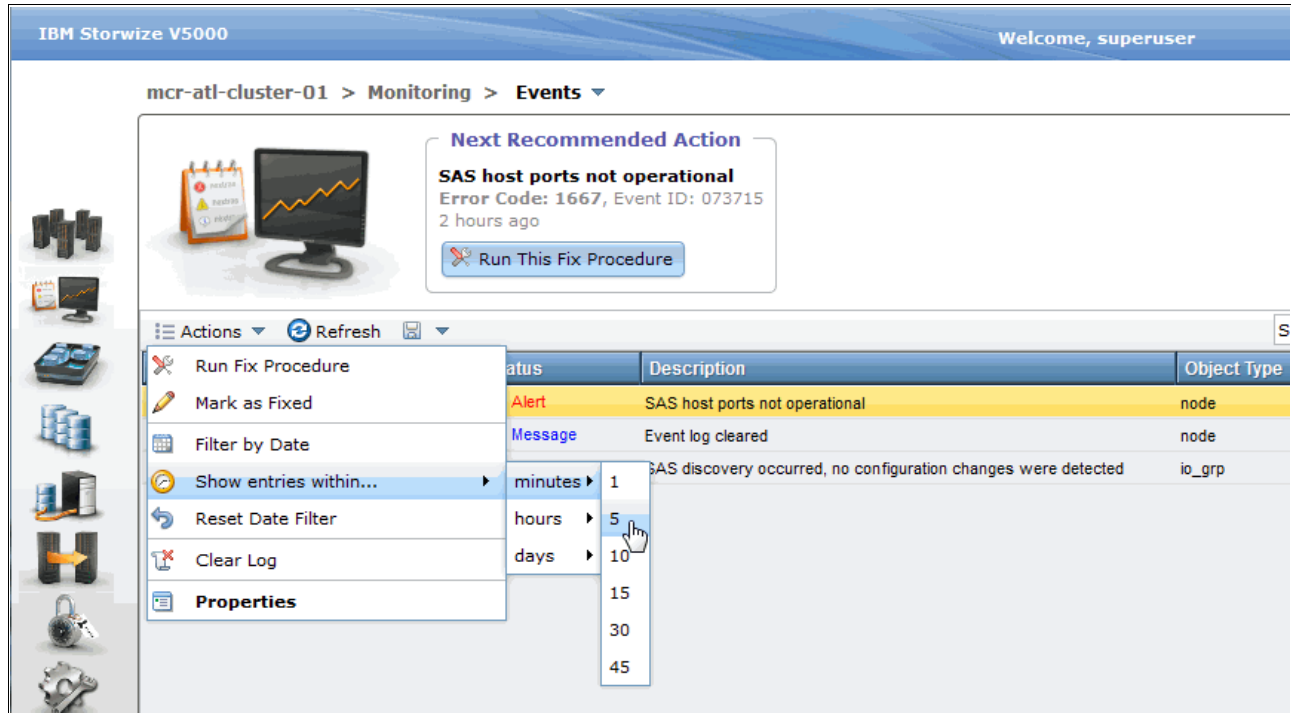 IBM Storwize V5000
Welcome, superuser
mcr-atl-cluster-01 > Monitoring > Events
Next Recommended Action
SAS host ports not operational
Error Code: 1667, Event ID: 073715
2 hours ago
Run This Fix Procedure
Actions
Refresh
S
atus
Description
Object Type
Alert
SAS host ports not operational
node
Message
Event log cleared
node
SAS discovery occurred, no configuration changes were detected
io_grp
Run Fix Procedure
Mark as Fixed
Filter by Date
Show entries within...
Reset Date Filter
Clear Log
Properties
minutes
hours
days
1
5
10
15
30
45